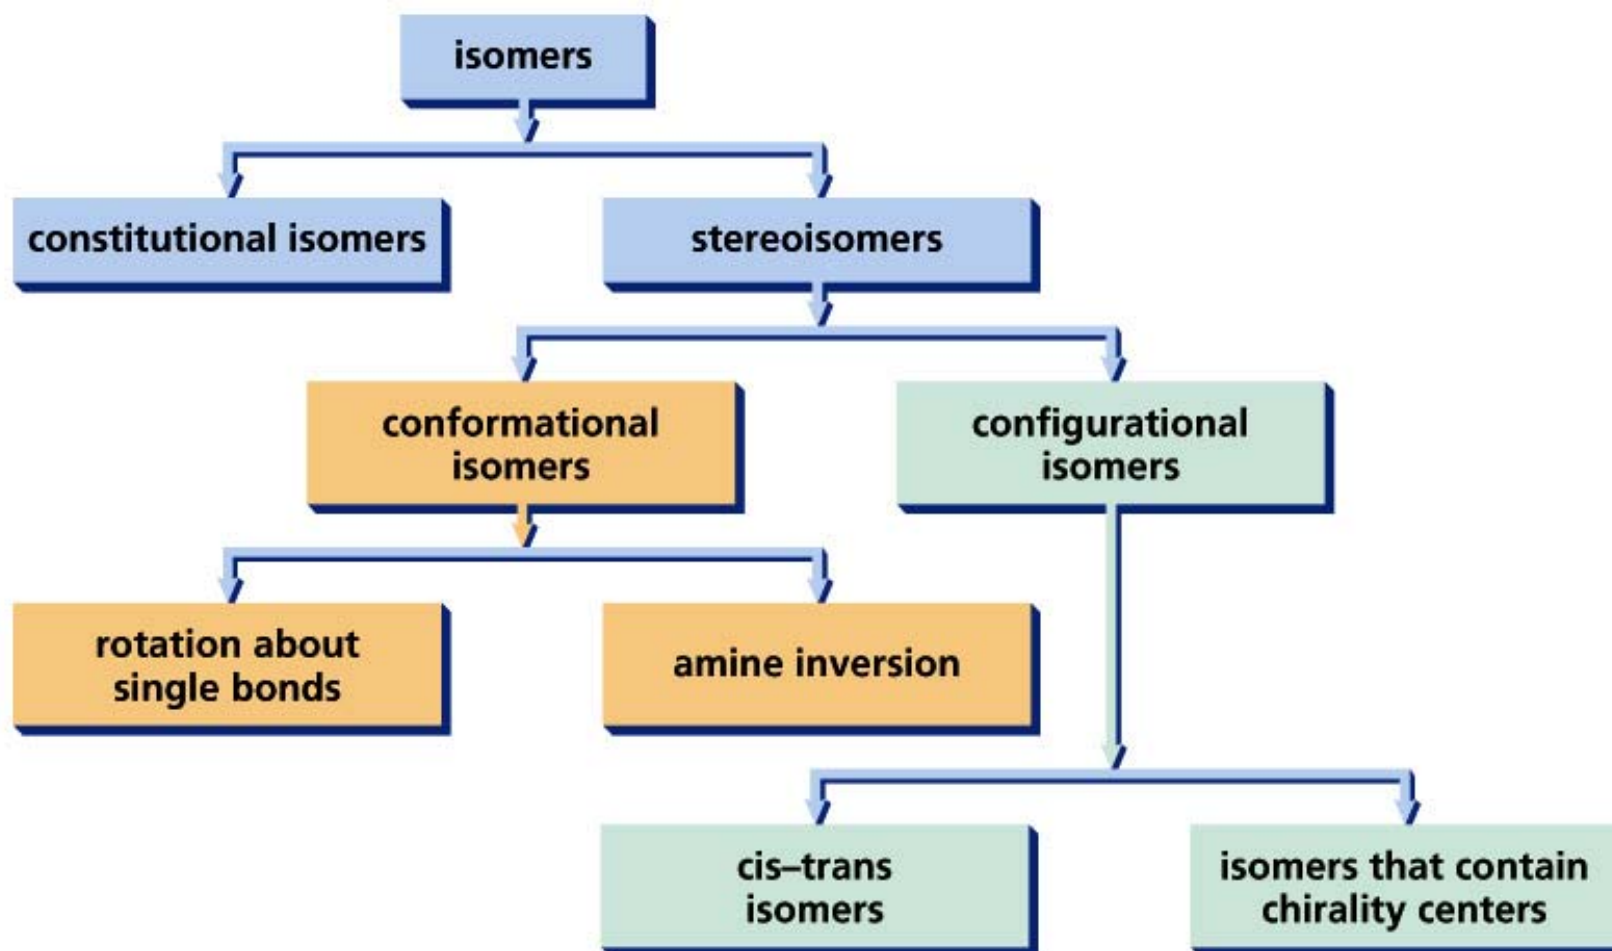 isomers
constitutional isomers
stereoisomers
conformational
isomers
configurational
isomers
rotation about
single bonds
amine inversion
cis–trans
isomers
isomers that contain
chirality centers